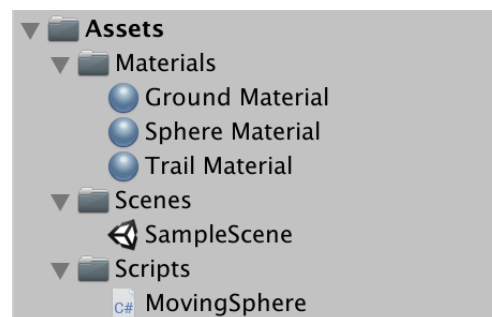 Assets
Materials
Ground Material
Sphere Material
Trail Material
Scenes
SampleScene
Scripts
C# MovingSphere